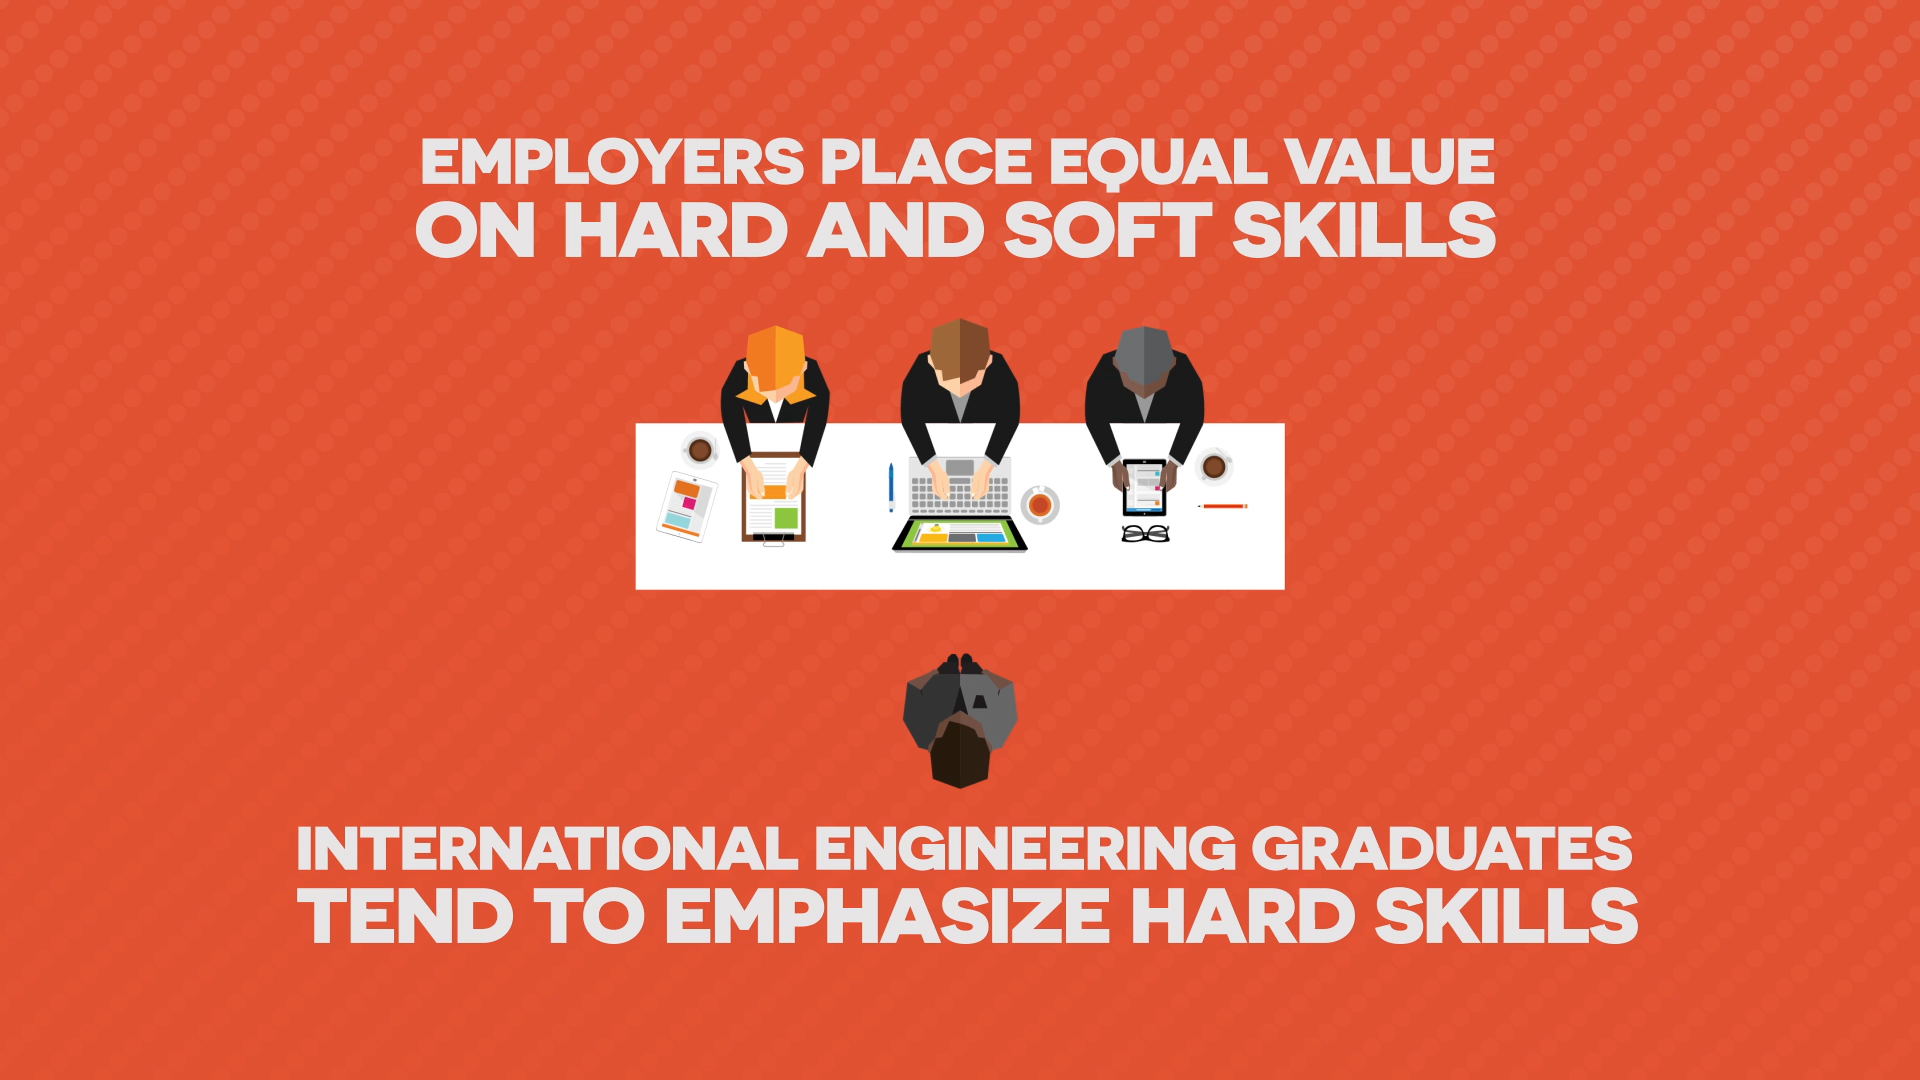 EMPLOYERS PLACE EQUAL VALUE
ON HARD AND SOFT SKILLS
INTERNATIONAL ENGINEERING GRADUATES
TEND TO EMPHASIZE HARD SKILLS